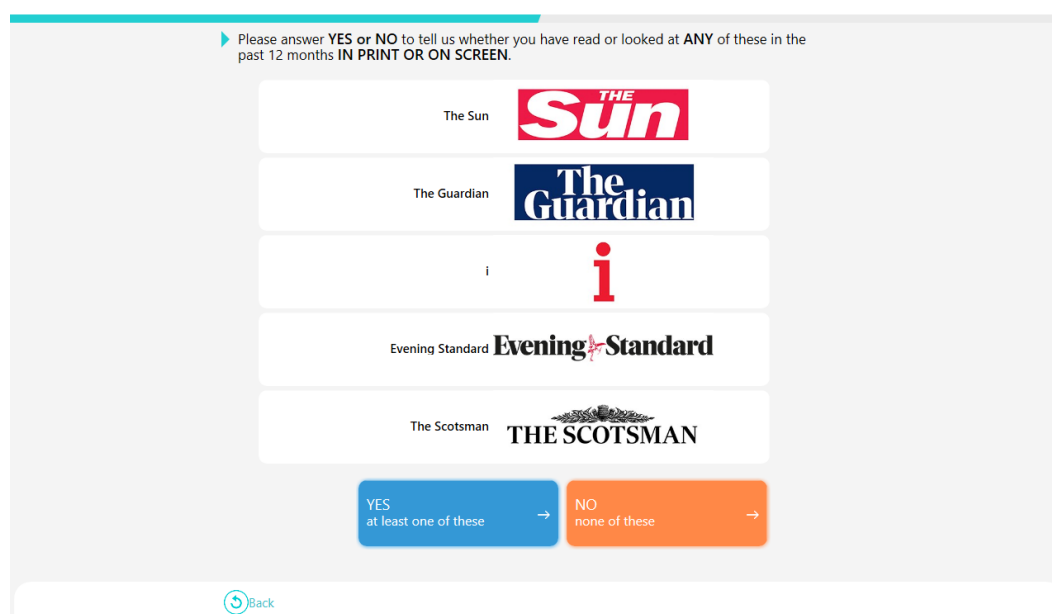 Please answer YES or NO to tell us whether you have read or looked at ANY of these in the
past 12 months IN PRINT OR ON SCREEN.
The Sun
THE
Sun
The Guardian
The
Guardian
i
i
Evening Standard
Evening Standard
The Scotsman
THE SCOTSMAN
YES
at least one of these
→
NO
none of these
→
Back